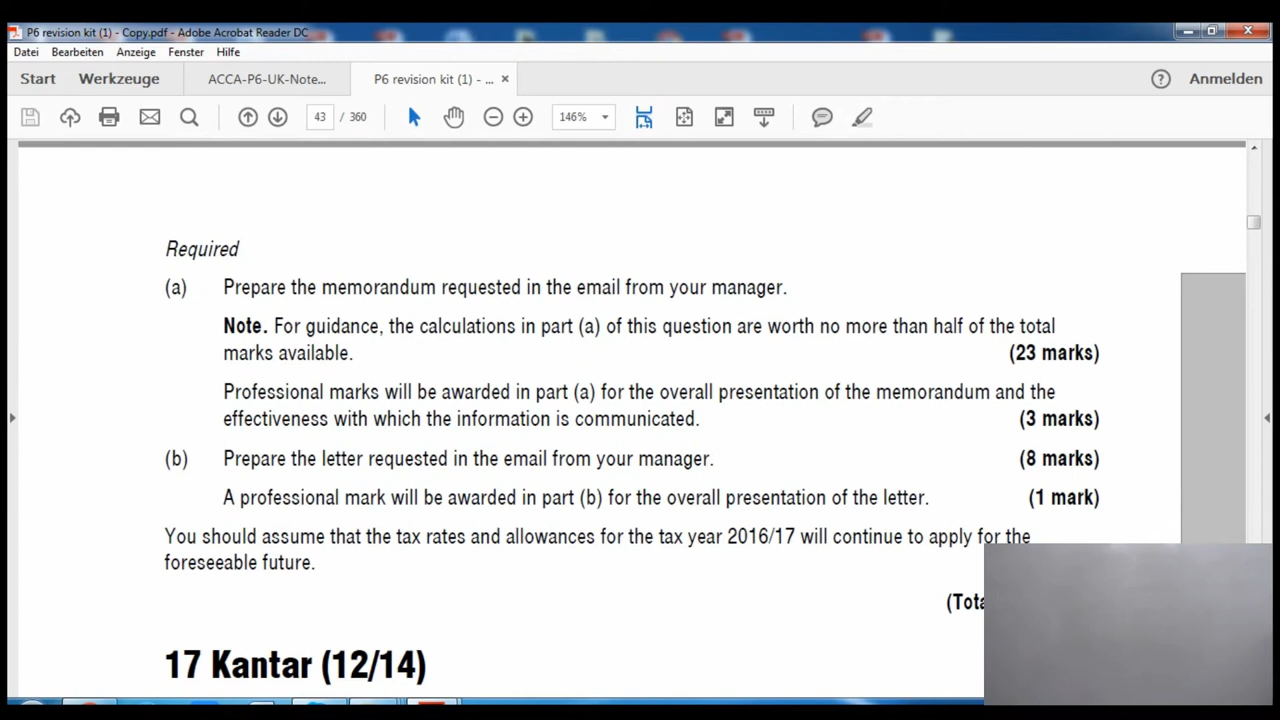 P6 revision kit (1) - Copy.pdf - Adobe Acrobat Reader DC
Datei Bearbeiten Anzeige Fenster Hilfe
Start Werkzeuge ACCA-P6-UK-Note... P6 revision kit (1) - ... × ? Anmelden
43 / 360 146%
Required
(a) Prepare the memorandum requested in the email from your manager.
Note. For guidance, the calculations in part (a) of this question are worth no more than half of the total
marks available. (23 marks)
Professional marks will be awarded in part (a) for the overall presentation of the memorandum and the
effectiveness with which the information is communicated. (3 marks)
(b) Prepare the letter requested in the email from your manager. (8 marks)
A professional mark will be awarded in part (b) for the overall presentation of the letter. (1 mark)
You should assume that the tax rates and allowances for the tax year 2016/17 will continue to apply for the
foreseeable future.
17 Kantar (12/14)